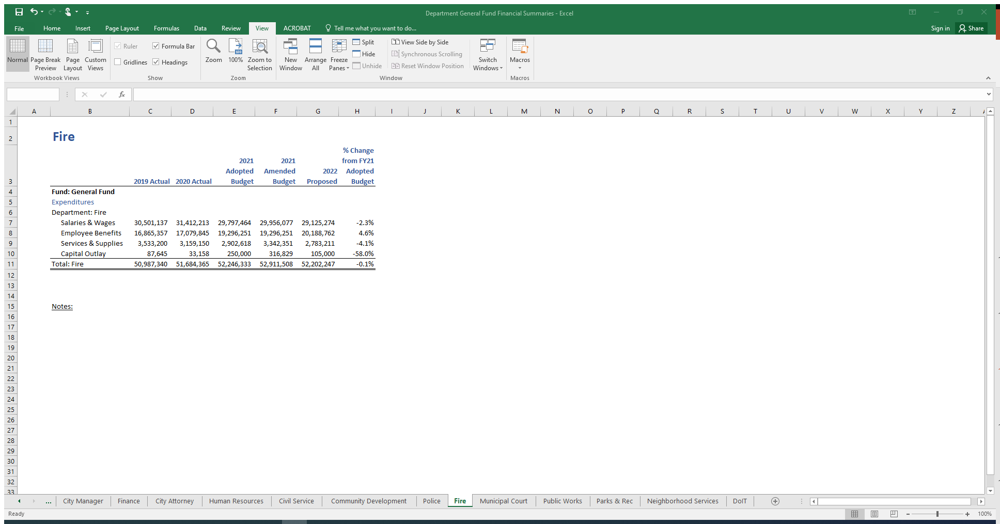 Department General Fund Financial Summaries - Excel
File Home Insert Page Layout Formulas Data Review View ACROBAT Tell me what you want to do... Sign in Share
Normal Page Break Preview Page Layout Custom Views
Workbook Views
Ruler Formula Bar
Gridlines Headings
Show
Zoom 100% Zoom to Selection
Zoom
New Window Arrange All Freeze Panes
Split View Side by Side
Hide Synchronous Scrolling
Unhide Reset Window Position
Switch Windows
Window
Macros
Macros
fx
A B C D E F G H I J K L M N O P Q R S T U V W X Y Z
1
2 Fire
% Change
2021 2021 from FY21
Adopted Amended 2022 Adopted
3 2019 Actual 2020 Actual Budget Budget Proposed Budget
4 Fund: General Fund
5 Expenditures
6 Department: Fire
7 Salaries & Wages 30,501,137 31,412,213 29,797,464 29,956,077 29,125,274 -2.3%
8 Employee Benefits 16,865,357 17,079,845 19,296,251 19,296,251 20,188,762 4.6%
9 Services & Supplies 3,533,200 3,159,150 2,902,618 3,342,351 2,783,211 -4.1%
10 Capital Outlay 87,645 33,158 250,000 316,829 105,000 -58.0%
11 Total: Fire 50,987,340 51,684,365 52,246,333 52,911,508 52,202,247 -0.1%
12
13
14
15 Notes:
16
17
18
19
20
21
22
23
24
25
26
27
28
29
30
31
32
33
... City Manager Finance City Attorney Human Resources Civil Service Community Development Police Fire Municipal Court Public Works Parks & Rec Neighborhood Services DoIT
Ready 100%